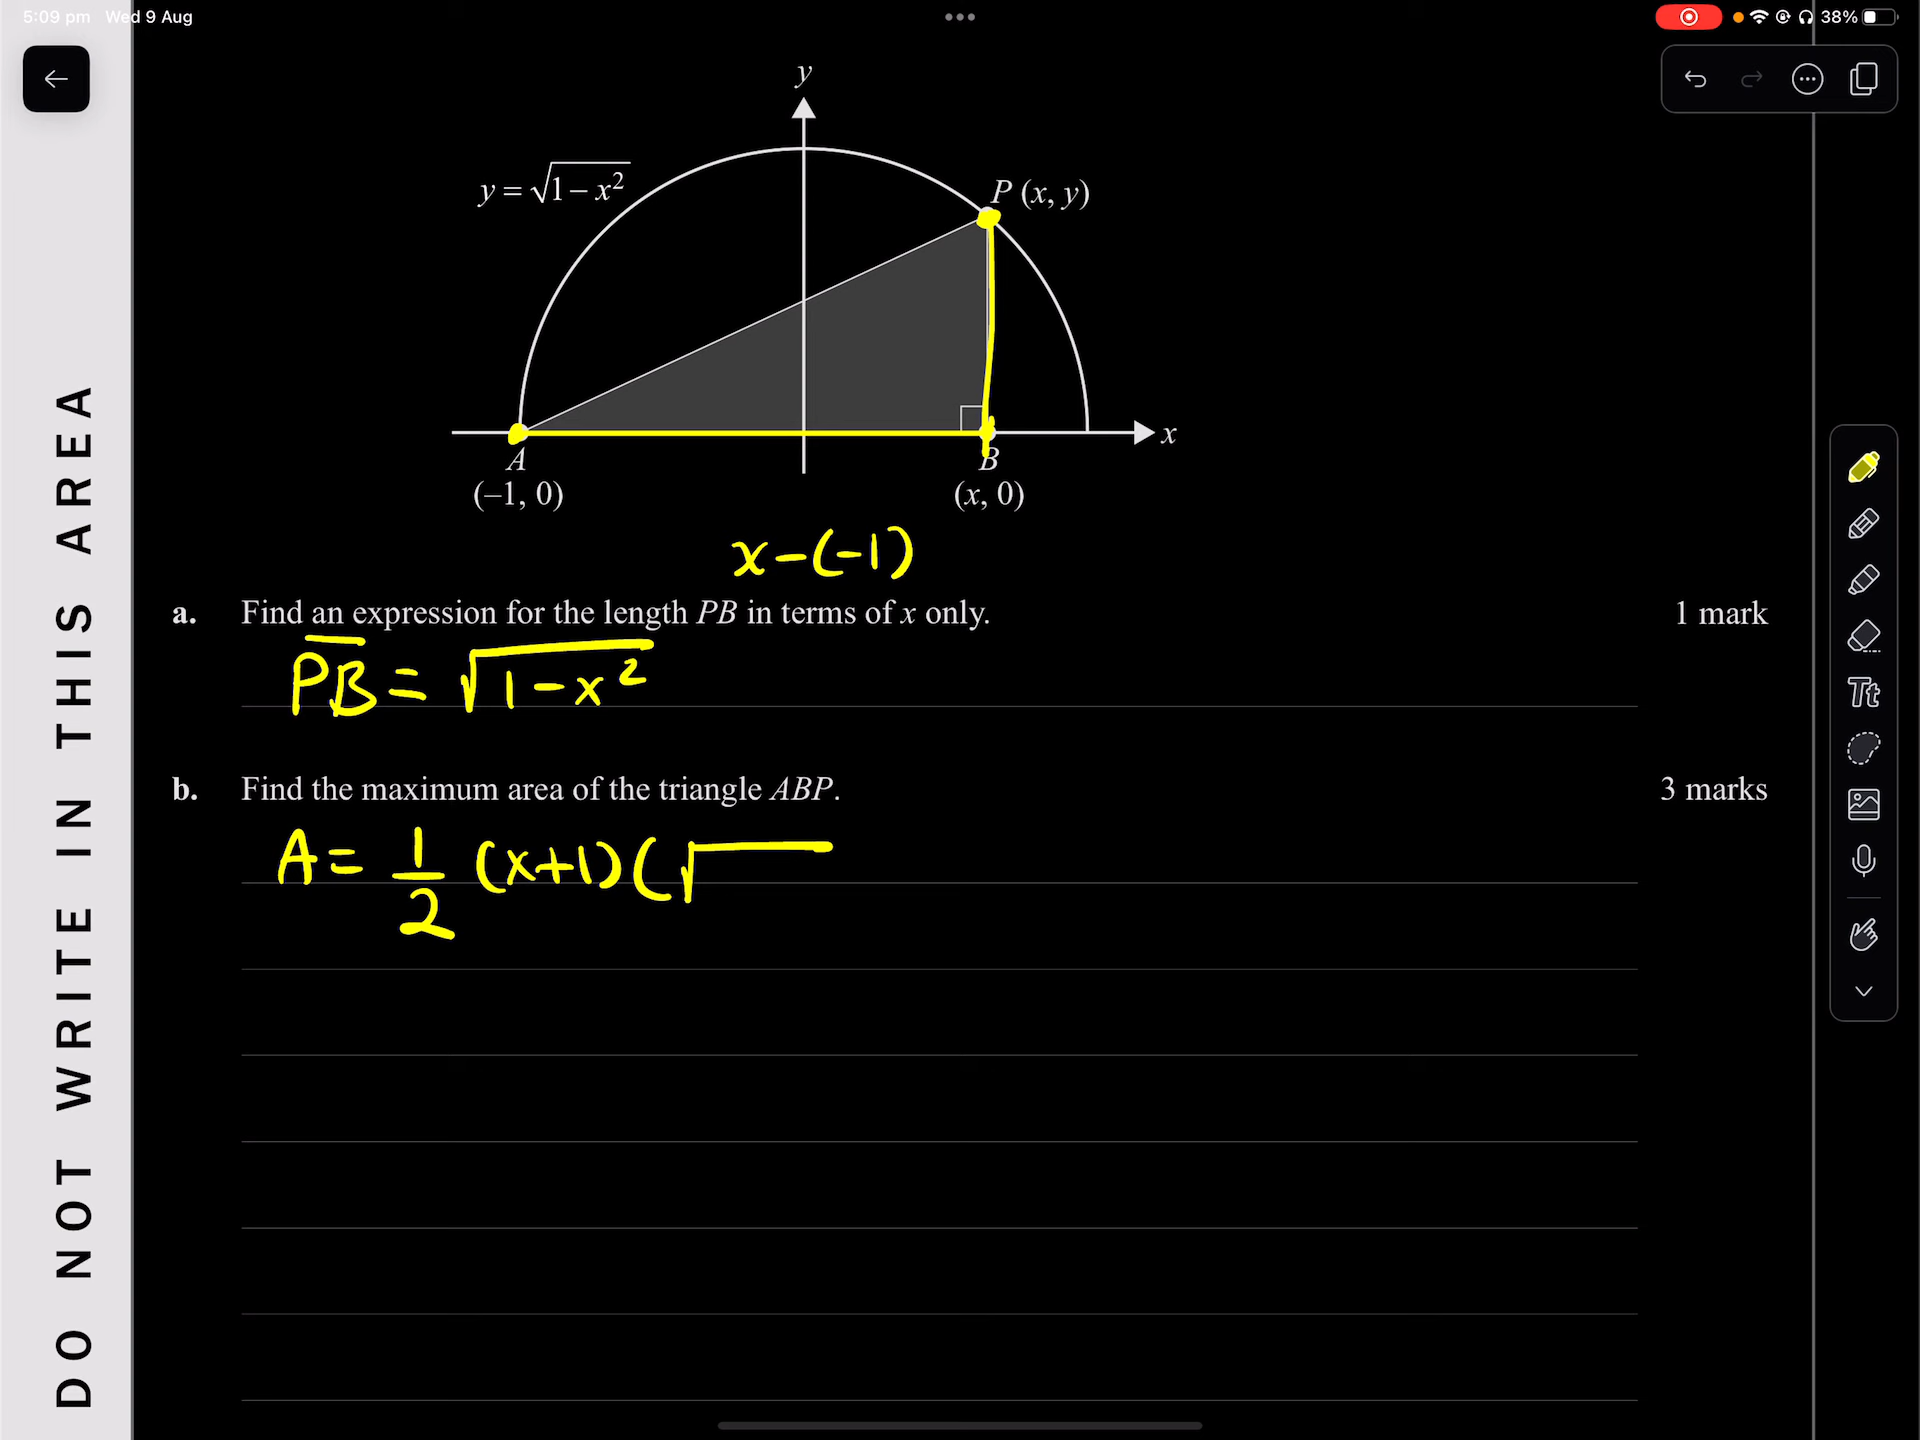 5:09 pm Wed 9 Aug
38%
y
y = √1 – x²
P (x, y)
x
A
B
(–1, 0)
(x, 0)
x-(-1)
a. Find an expression for the length PB in terms of x only. 1 mark
PB = √1-x²
b. Find the maximum area of the triangle ABP. 3 marks
A = 1/2 (x+1)(√
DO NOT WRITE IN THIS AREA
Tt